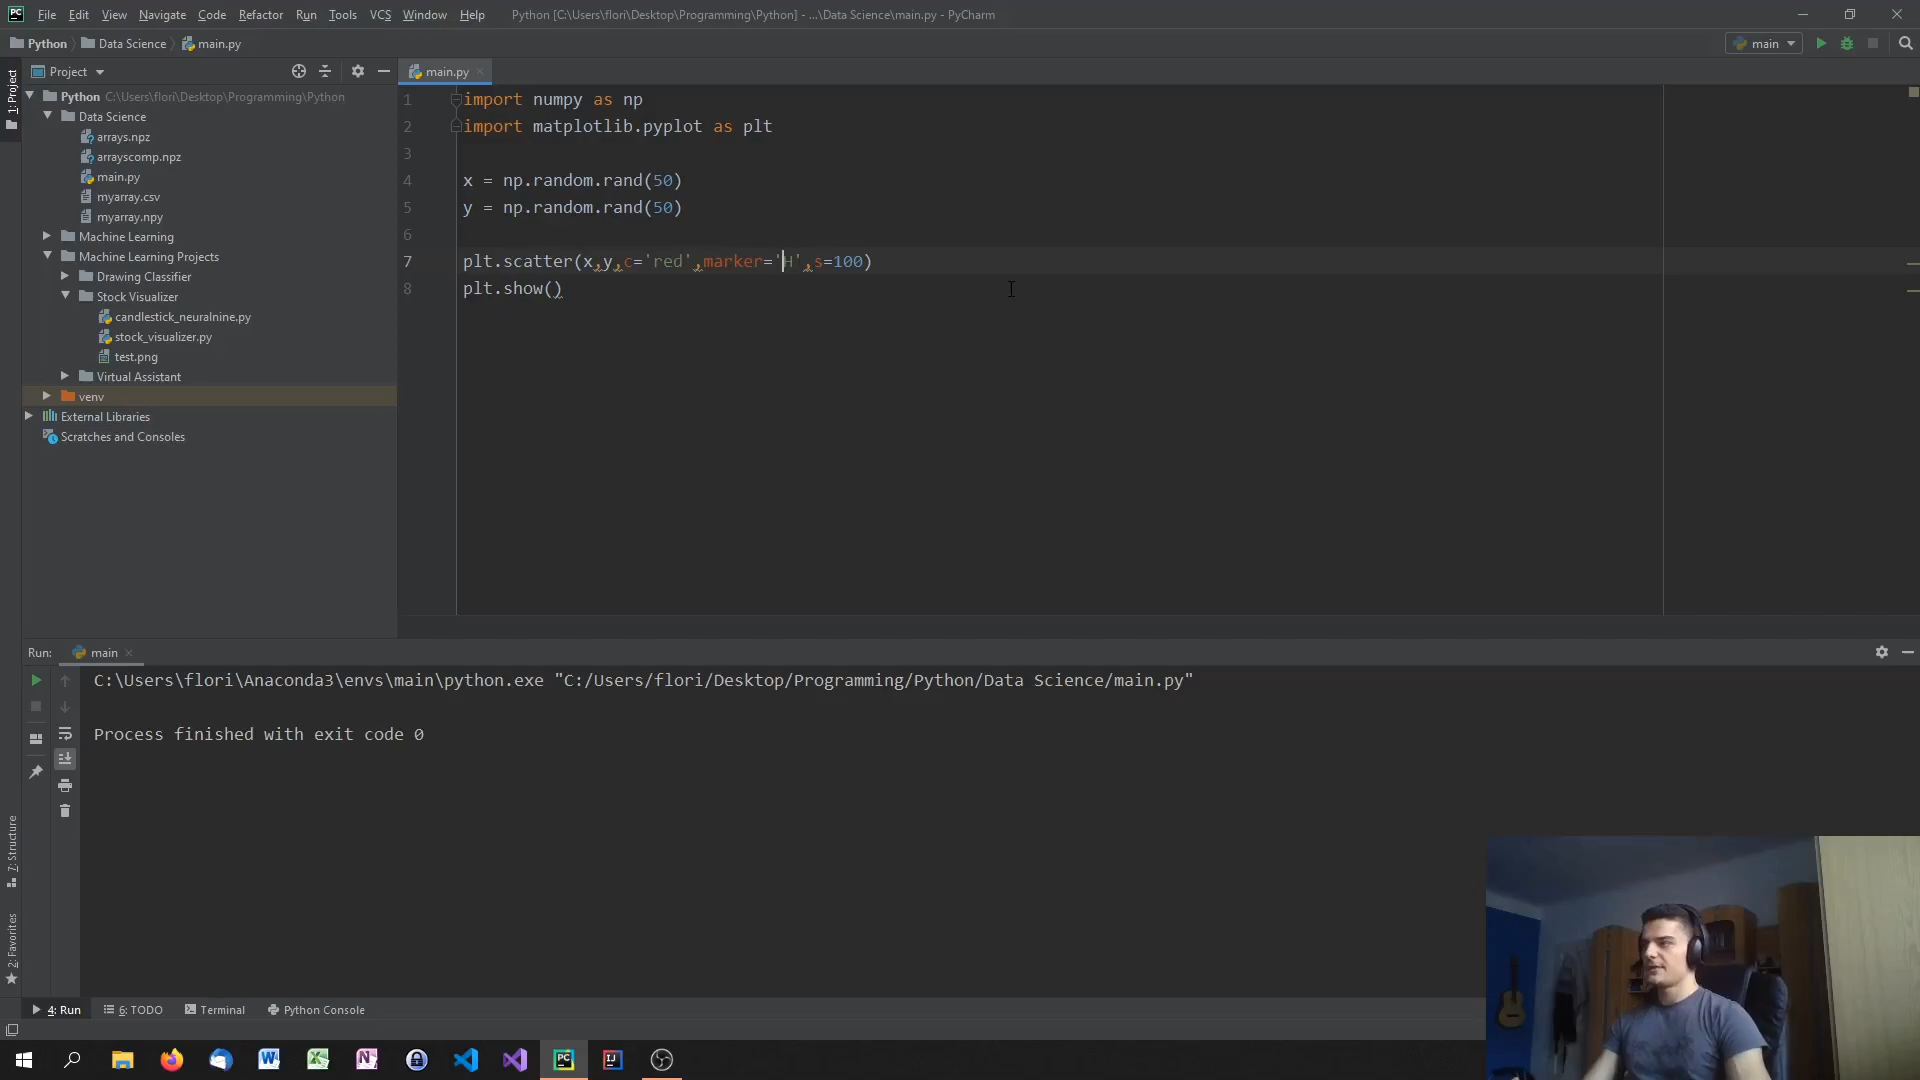 File Edit View Navigate Code Refactor Run Tools VCS Window Help Python [C:\Users\flori\Desktop\Programming\Python] - ...\Data Science\main.py - PyCharm
Python Data Science main.py main
1: Project
Project main.py
Python C:\Users\flori\Desktop\Programming\Python
Data Science
arrays.npz
arrayscomp.npz
main.py
myarray.csv
myarray.npy
Machine Learning
Machine Learning Projects
Drawing Classifier
Stock Visualizer
candlestick_neuralnine.py
stock_visualizer.py
test.png
Virtual Assistant
venv
External Libraries
Scratches and Consoles
1 import numpy as np
2 import matplotlib.pyplot as plt
3
4 x = np.random.rand(50)
5 y = np.random.rand(50)
6
7 plt.scatter(x,y,c='red',marker='H',s=100)
8 plt.show()
Run: main
C:\Users\flori\Anaconda3\envs\main\python.exe "C:/Users/flori/Desktop/Programming/Python/Data Science/main.py"
Process finished with exit code 0
7: Structure
2: Favorites
4: Run 6: TODO Terminal Python Console